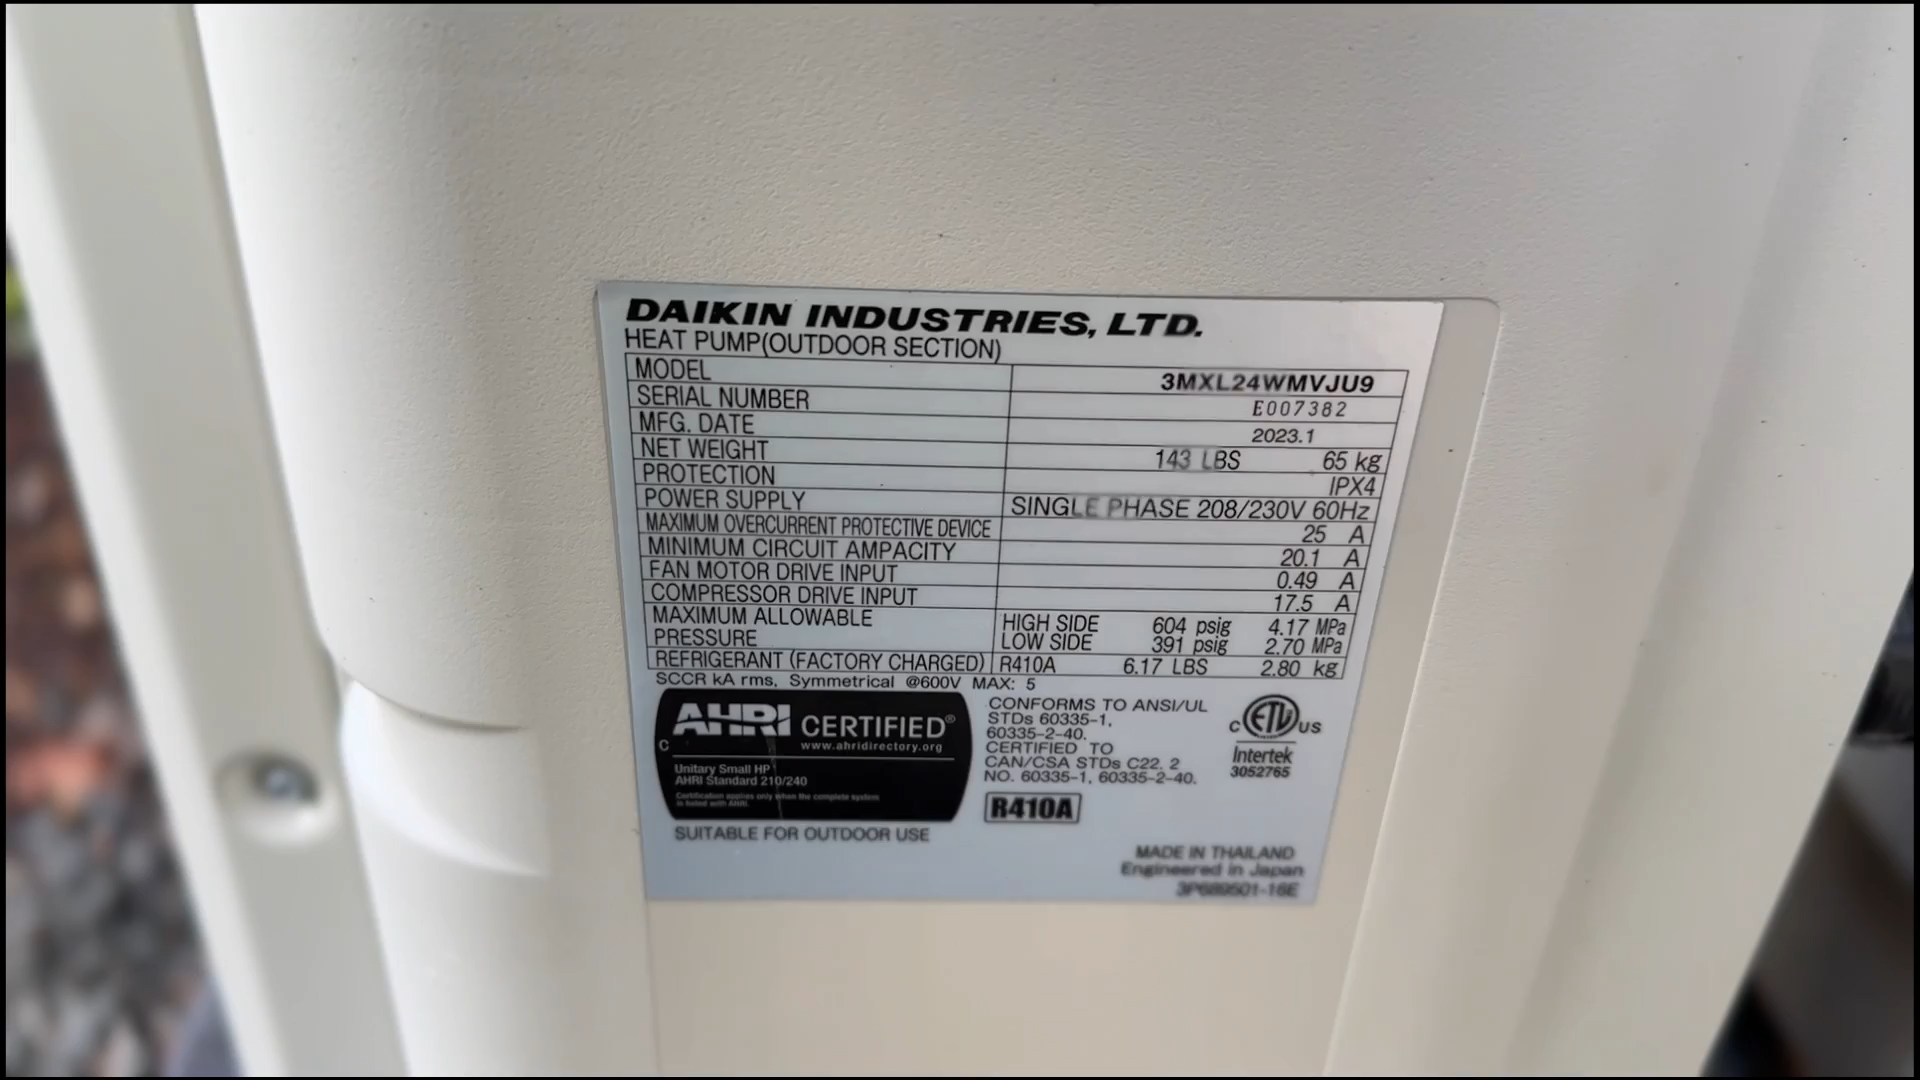 DAIKIN INDUSTRIES, LTD.
HEAT PUMP(OUTDOOR SECTION)
MODEL 3MXL24WMVJU9
SERIAL NUMBER E007382
MFG. DATE 2023.1
NET WEIGHT 143 LBS 65 kg
PROTECTION IPX4
POWER SUPPLY SINGLE PHASE 208/230V 60Hz
MAXIMUM OVERCURRENT PROTECTIVE DEVICE 25 A
MINIMUM CIRCUIT AMPACITY 20.1 A
FAN MOTOR DRIVE INPUT 0.49 A
COMPRESSOR DRIVE INPUT 17.5 A
MAXIMUM ALLOWABLE HIGH SIDE 604 psig 4.17 MPa
PRESSURE LOW SIDE 391 psig 2.70 MPa
REFRIGERANT (FACTORY CHARGED) R410A 6.17 LBS 2.80 kg
SCCR kA rms, Symmetrical @600V MAX: 5
AHRI CERTIFIED®
www.ahridirectory.org
C
Unitary Small HP
AHRI Standard 210/240
Certification applies only when the complete system
is listed with AHRI.
SUITABLE FOR OUTDOOR USE
CONFORMS TO ANSI/UL
STDs 60335-1,
60335-2-40.
CERTIFIED TO
CAN/CSA STDs C22. 2
NO. 60335-1, 60335-2-40.
R410A
C ETL US
Intertek
3052765
MADE IN THAILAND
Engineered in Japan
3P689501-16E